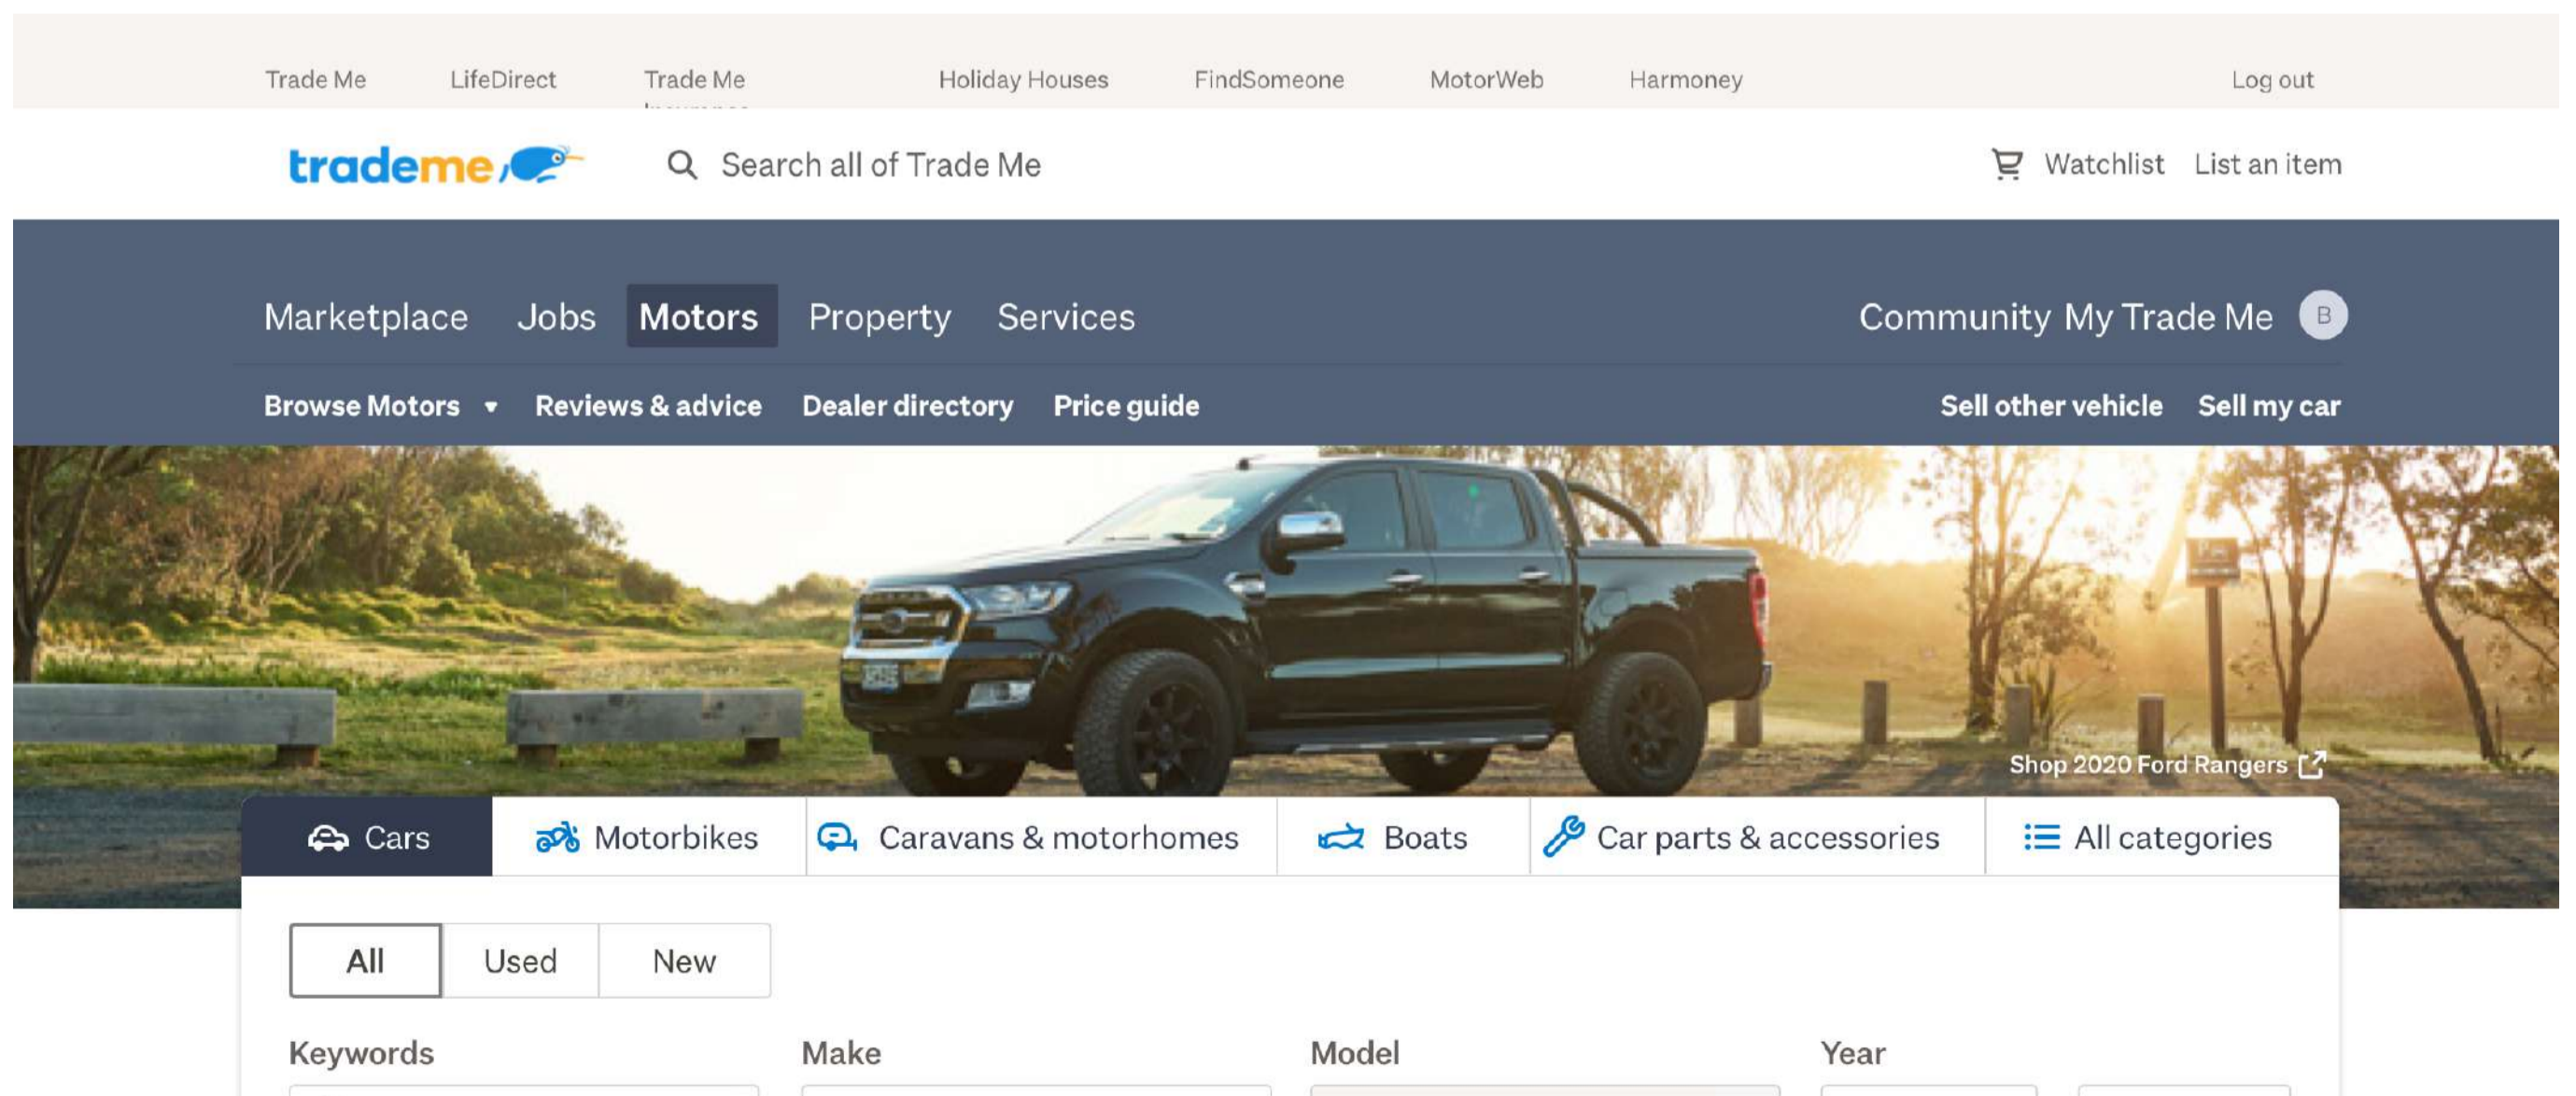 Trade Me LifeDirect Trade Me Holiday Houses FindSomeone MotorWeb Harmoney Log out
trademe Search all of Trade Me Watchlist List an item
Marketplace Jobs Motors Property Services Community My Trade Me B
Browse Motors Reviews & advice Dealer directory Price guide Sell other vehicle Sell my car
Shop 2020 Ford Rangers
Cars Motorbikes Caravans & motorhomes Boats Car parts & accessories All categories
All Used New
Keywords Make Model Year